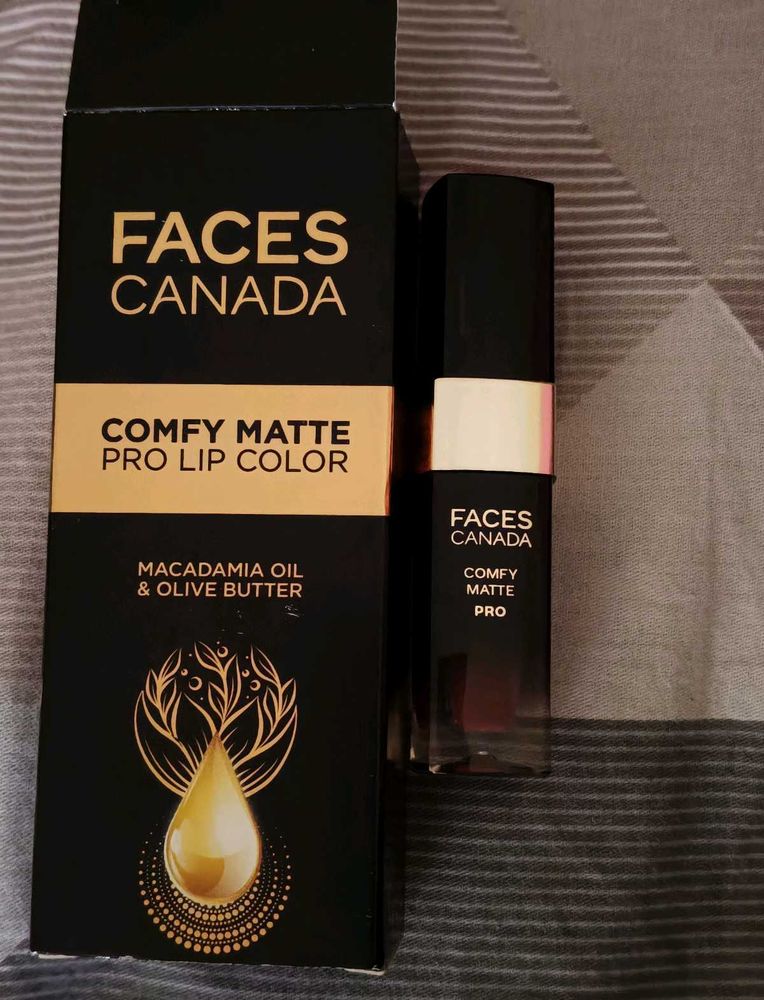 FACES
CANADA
COMFY MATTE
PRO LIP COLOR
MACADAMIA OIL
& OLIVE BUTTER
FACES
CANADA
COMFY
MATTE
PRO